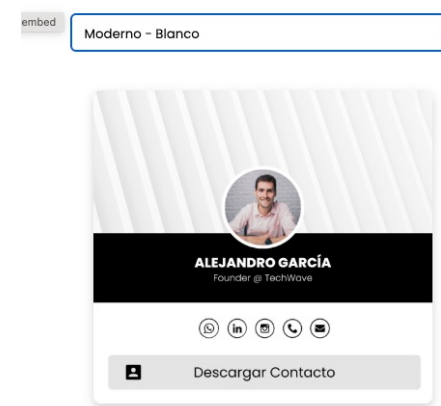 embed
Moderno - Blanco
ALEJANDRO GARCÍA
Founder @ TechWave
Descargar Contacto